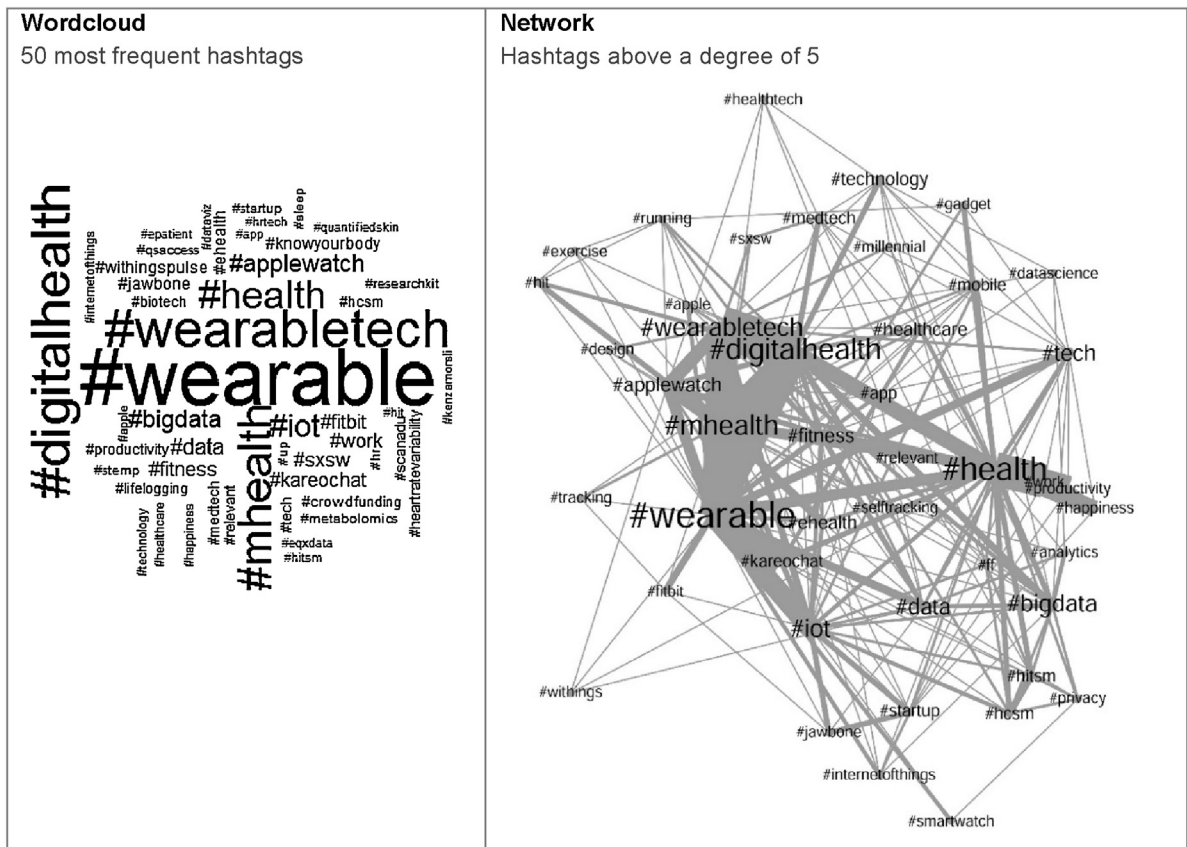 Wordcloud
50 most frequent hashtags
#digitalhealth
#internetofthings
#epatient
#qsaccess
#withingspulse
#jawbone
#biotech
#dataviz
#ehealth
#startup
#hrtech
#app
#sleep
#quantifiedskin
#knowyourbody
#applewatch
#researchkit
#health
#hcsm
#wearabletech
#wearable
#kenzamorsli
#apple
#bigdata
#productivity
#data
#stemp
#fitness
#lifelogging
#technology
#healthcare
#happiness
#medtech
#relevant
#mhealth
#iot
#fitbit
#up
#work
#hit
#hrv
#scanadu
#heartratevariability
#sxsw
#kareochat
#tech
#crowdfunding
#metabolomics
#eqxdata
#hitsm
Network
Hashtags above a degree of 5
#healthtech
#technology
#gadget
#running
#medtech
#sxsw
#millennial
#exercise
#datascience
#hit
#mobile
#apple
#wearabletech
#healthcare
#design
#digitalhealth
#tech
#applewatch
#app
#mhealth
#fitness
#relevant
#health
#work
#productivity
#happiness
#tracking
#selftracking
#wearable
#ehealth
#kareochat
#analytics
#ff
#fitbit
#data
#bigdata
#iot
#hitsm
#withings
#privacy
#startup
#hcsm
#jawbone
#internetofthings
#smartwatch